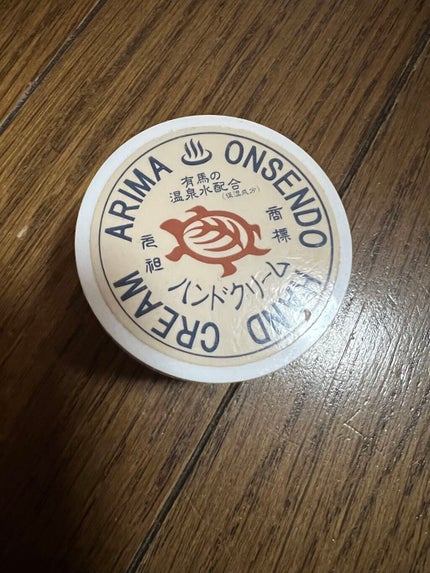 ARIMA ♨ ONSENDO
有馬の
温泉水配合
(保湿成分)
元祖
商標
ハンドクリーム
HAND CREAM